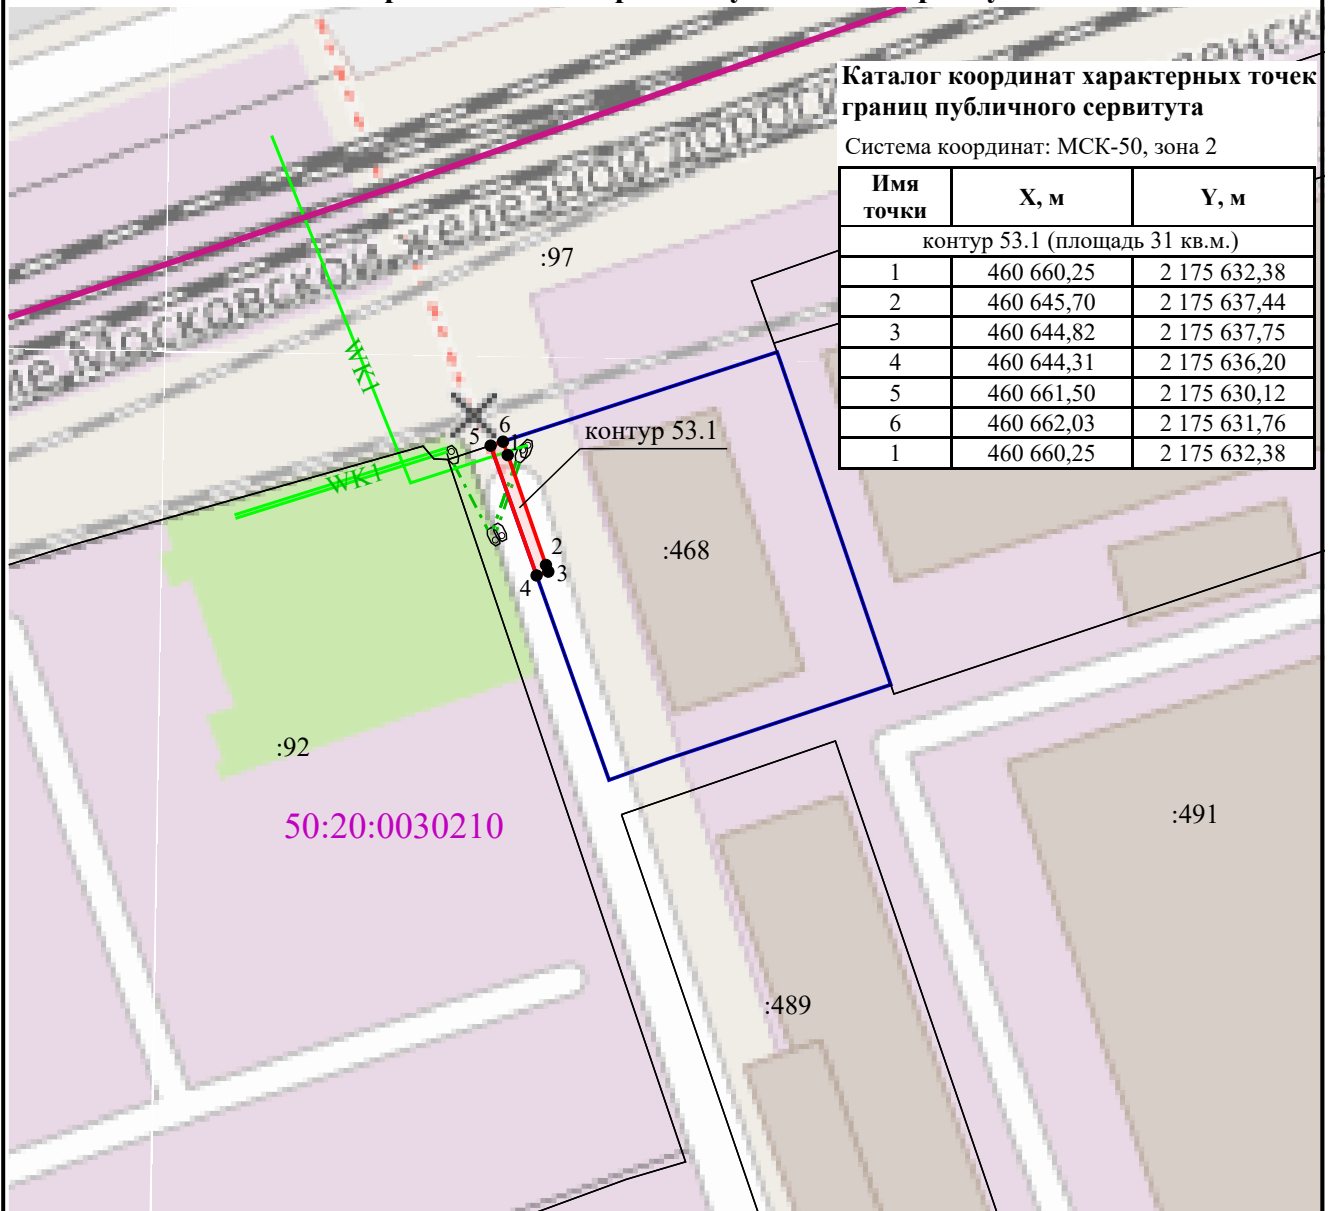 Каталог координат характерных точек
границ публичного сервитута
Система координат: МСК-50, зона 2
Имя точки X, м Y, м
контур 53.1 (площадь 31 кв.м.)
1 460 660,25 2 175 632,38
2 460 645,70 2 175 637,44
3 460 644,82 2 175 637,75
4 460 644,31 2 175 636,20
5 460 661,50 2 175 630,12
6 460 662,03 2 175 631,76
1 460 660,25 2 175 632,38
Московской железной дороги
:97
WK1
6
5
1
контур 53.1
WK1
2
3
4
:468
:92
50:20:0030210
:491
:489